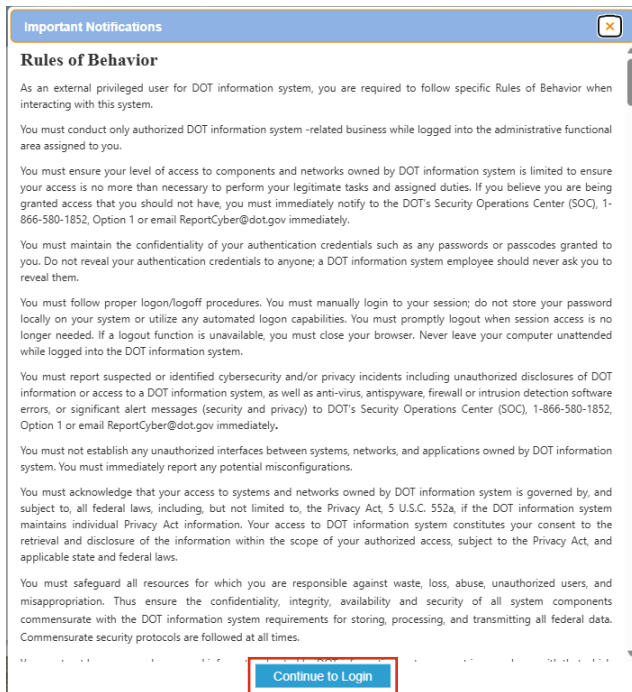 Important Notifications
Rules of Behavior
As an external privileged user for DOT information system, you are required to follow specific Rules of Behavior when
interacting with this system.
You must conduct only authorized DOT information system -related business while logged into the administrative functional
area assigned to you.
You must ensure your level of access to components and networks owned by DOT information system is limited to ensure
your access is no more than necessary to perform your legitimate tasks and assigned duties. If you believe you are being
granted access that you should not have, you must immediately notify to the DOT's Security Operations Center (SOC), 1-
866-580-1852, Option 1 or email ReportCyber@dot.gov immediately.
You must maintain the confidentiality of your authentication credentials such as any passwords or passcodes granted to
you. Do not reveal your authentication credentials to anyone; a DOT information system employee should never ask you to
reveal them.
You must follow proper logon/logoff procedures. You must manually login to your session; do not store your password
locally on your system or utilize any automated logon capabilities. You must promptly logout when session access is no
longer needed. If a logout function is unavailable, you must close your browser. Never leave your computer unattended
while logged into the DOT information system.
You must report suspected or identified cybersecurity and/or privacy incidents including unauthorized disclosures of DOT
information or access to a DOT information system, as well as anti-virus, antispyware, firewall or intrusion detection software
errors, or significant alert messages (security and privacy) to DOT's Security Operations Center (SOC), 1-866-580-1852,
Option 1 or email ReportCyber@dot.gov immediately.
You must not establish any unauthorized interfaces between systems, networks, and applications owned by DOT information
system. You must immediately report any potential misconfigurations.
You must acknowledge that your access to systems and networks owned by DOT information system is governed by, and
subject to, all federal laws, including, but not limited to, the Privacy Act, 5 U.S.C. 552a, if the DOT information system
maintains individual Privacy Act information. Your access to DOT information system constitutes your consent to the
retrieval and disclosure of the information within the scope of your authorized access, subject to the Privacy Act, and
applicable state and federal laws.
You must safeguard all resources for which you are responsible against waste, loss, abuse, unauthorized users, and
misappropriation. Thus ensure the confidentiality, integrity, availability and security of all system components
commensurate with the DOT information system requirements for storing, processing, and transmitting all federal data.
Commensurate security protocols are followed at all times.
Continue to Login